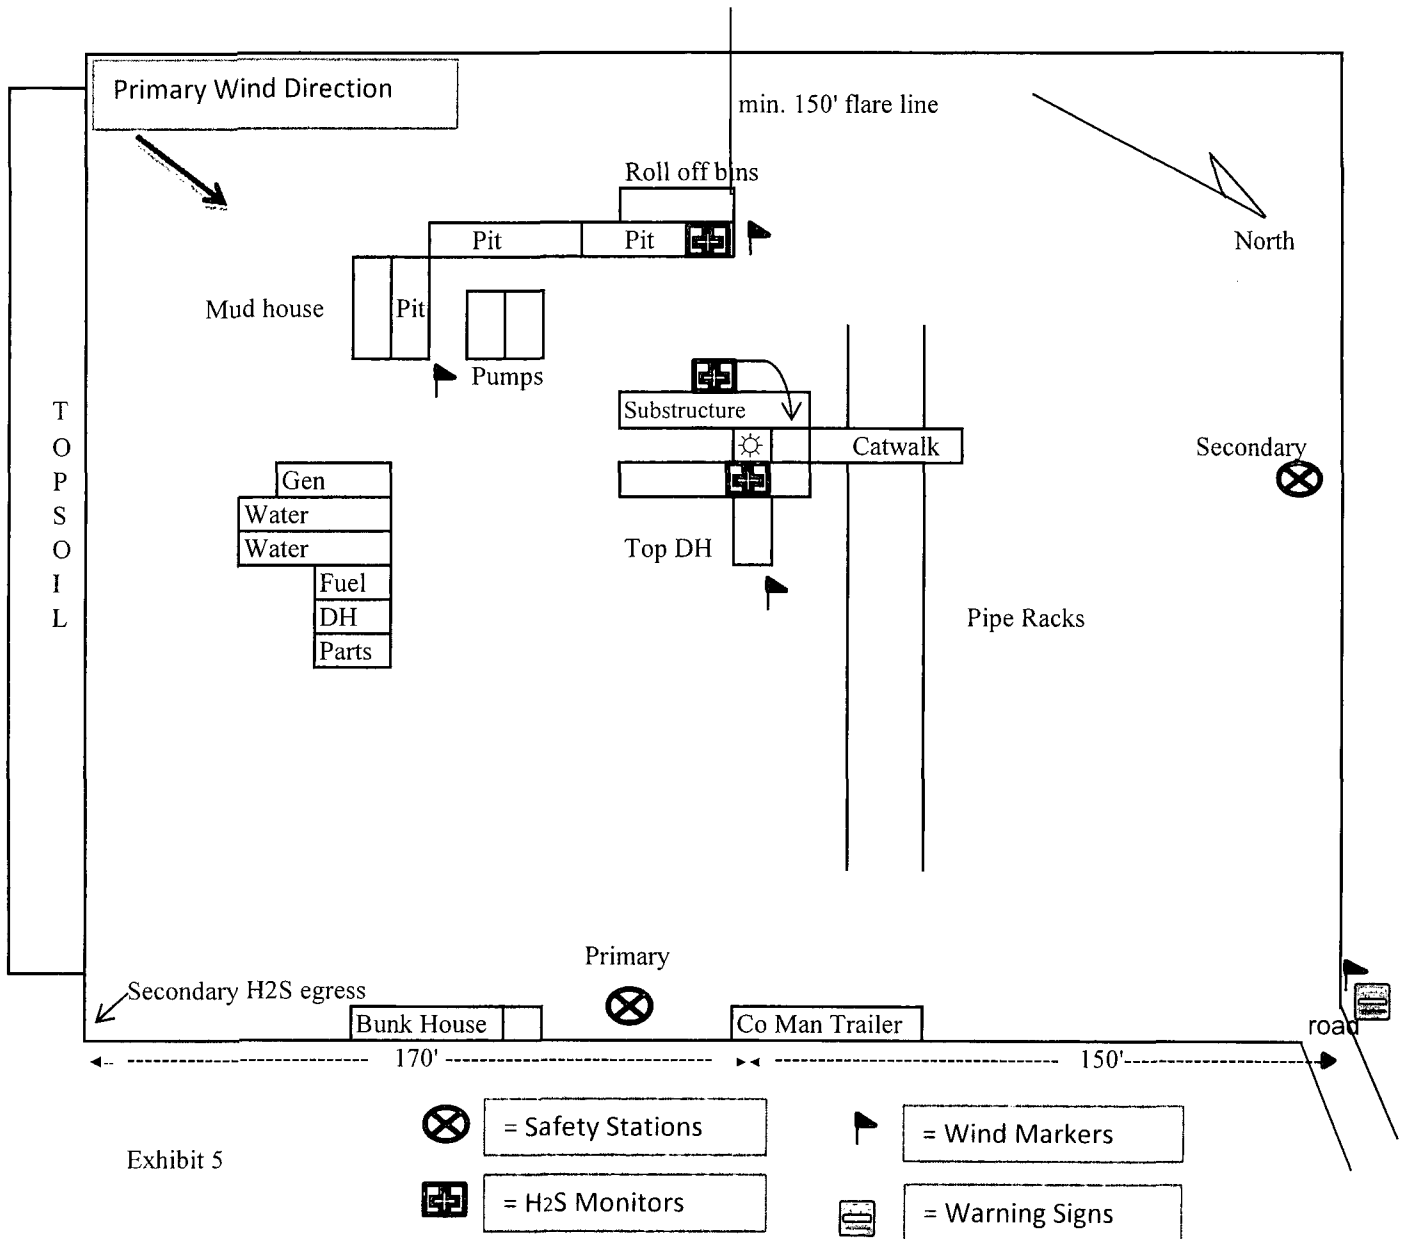 Primary Wind Direction
min. 150' flare line
Roll off bins
Pit
Pit
North
Mud house
Pit
Pumps
TOPSOIL
Substructure
Catwalk
Secondary
Gen
Water
Water
Top DH
Fuel
DH
Parts
Pipe Racks
Primary
Secondary H2S egress
Bunk House
Co Man Trailer
road
170'
150'
= Safety Stations
= Wind Markers
Exhibit 5
= H2S Monitors
= Warning Signs